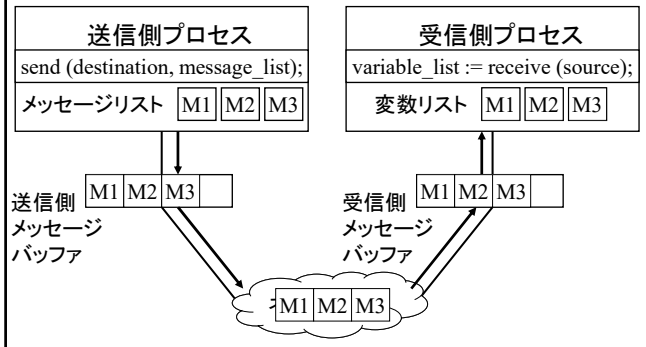 送信側プロセス
send (destination, message_list);
メッセージリスト M1 M2 M3
M1 M2 M3
送信側
メッセージ
バッファ
受信側プロセス
variable_list := receive (source);
変数リスト M1 M2 M3
M1 M2 M3
受信側
メッセージ
バッファ
M1 M2 M3